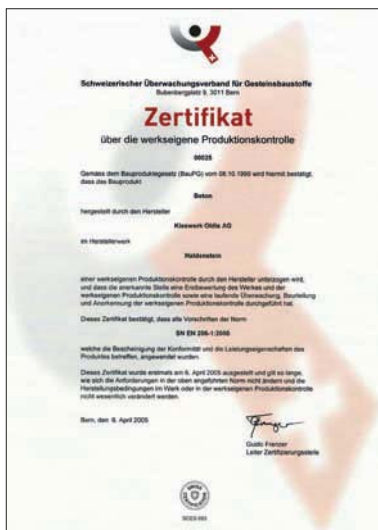 Schweizerischer Überwachungsverband für Gesteinsbaustoffe
Bubenbergplatz 9, 3011 Bern
Zertifikat
über die werkseigene Produktionskontrolle
00025
Gemäss dem Bauproduktegesetz (BauPG) vom 08.10.1999 wird hiermit bestätigt,
dass das Bauprodukt
Beton
hergestellt durch den Hersteller
Kieswerk Oldis AG
im Herstellerwerk
Haldenstein
einer werkseigenen Produktionskontrolle durch den Hersteller unterzogen wird,
und dass die anerkannte Stelle eine Erstbewertung des Werkes und der
werkseigenen Produktionskontrolle sowie eine laufende Überwachung, Beurteilung
und Anerkennung der werkseigenen Produktionskontrolle durchgeführt hat.
Dieses Zertifikat bestätigt, dass alle Vorschriften der Norm
SN EN 206-1:2000
welche die Bescheinigung der Konformität und die Leistungseigenschaften des
Produktes betreffen, angewendet wurden.
Dieses Zertifikat wurde erstmals am 6. April 2005 ausgestellt und gilt so lange,
wie sich die Anforderungen in der oben angeführten Norm nicht ändern und die
Herstellungsbedingungen im Werk oder in der werkseigenen Produktionskontrolle
nicht wesentlich verändert werden.
Bern, den 6. April 2005
Guido Franzer
Leiter Zertifizierungsstelle